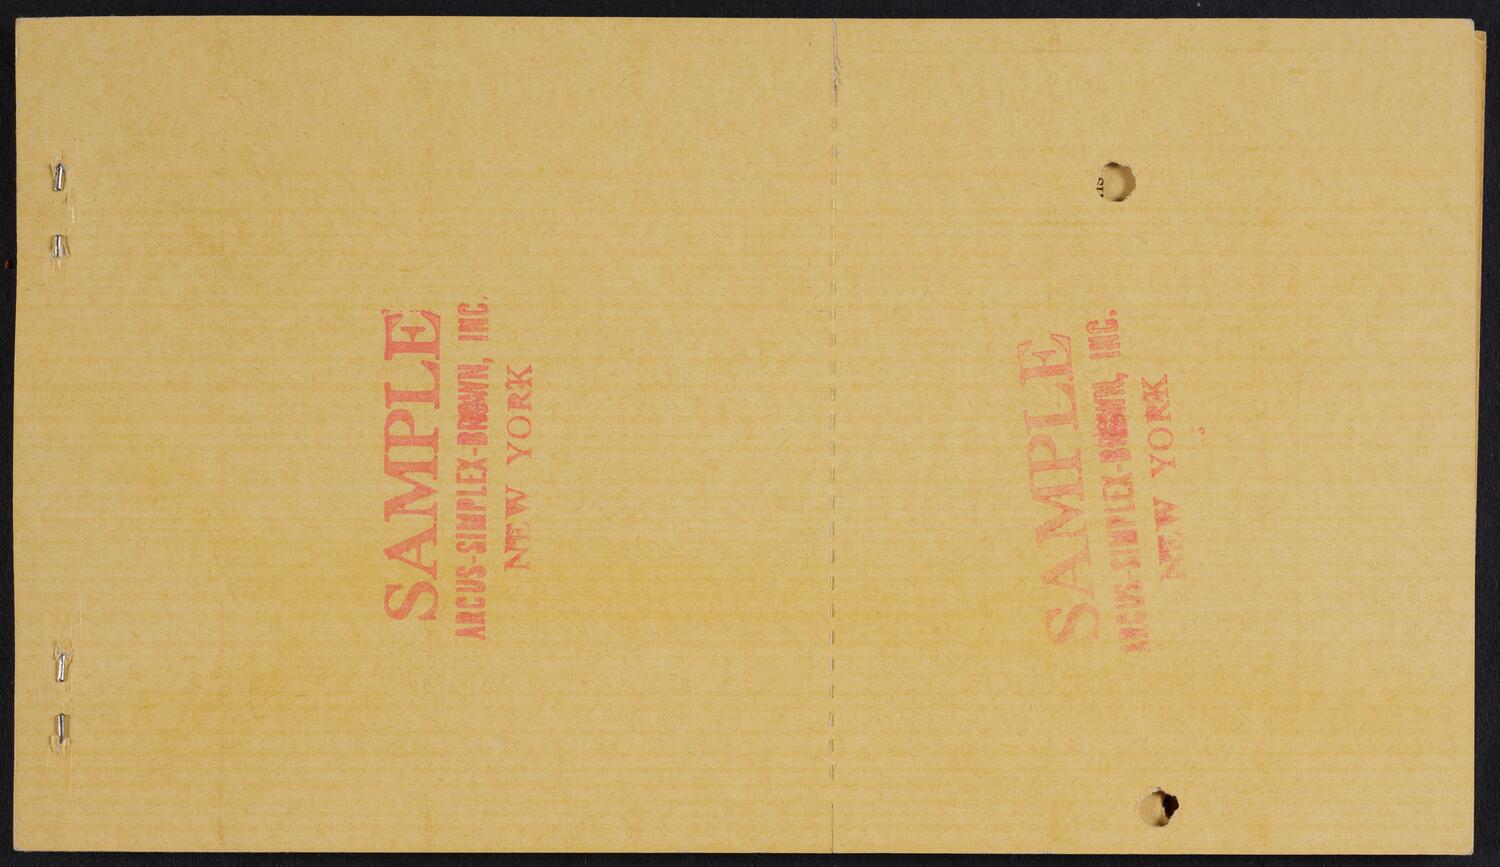 SAMPLE
ARCUS-SIMPLEX-BROWN, INC.
NEW YORK
SAMPLE
ARCUS-SIMPLEX-BROWN, INC.
NEW YORK